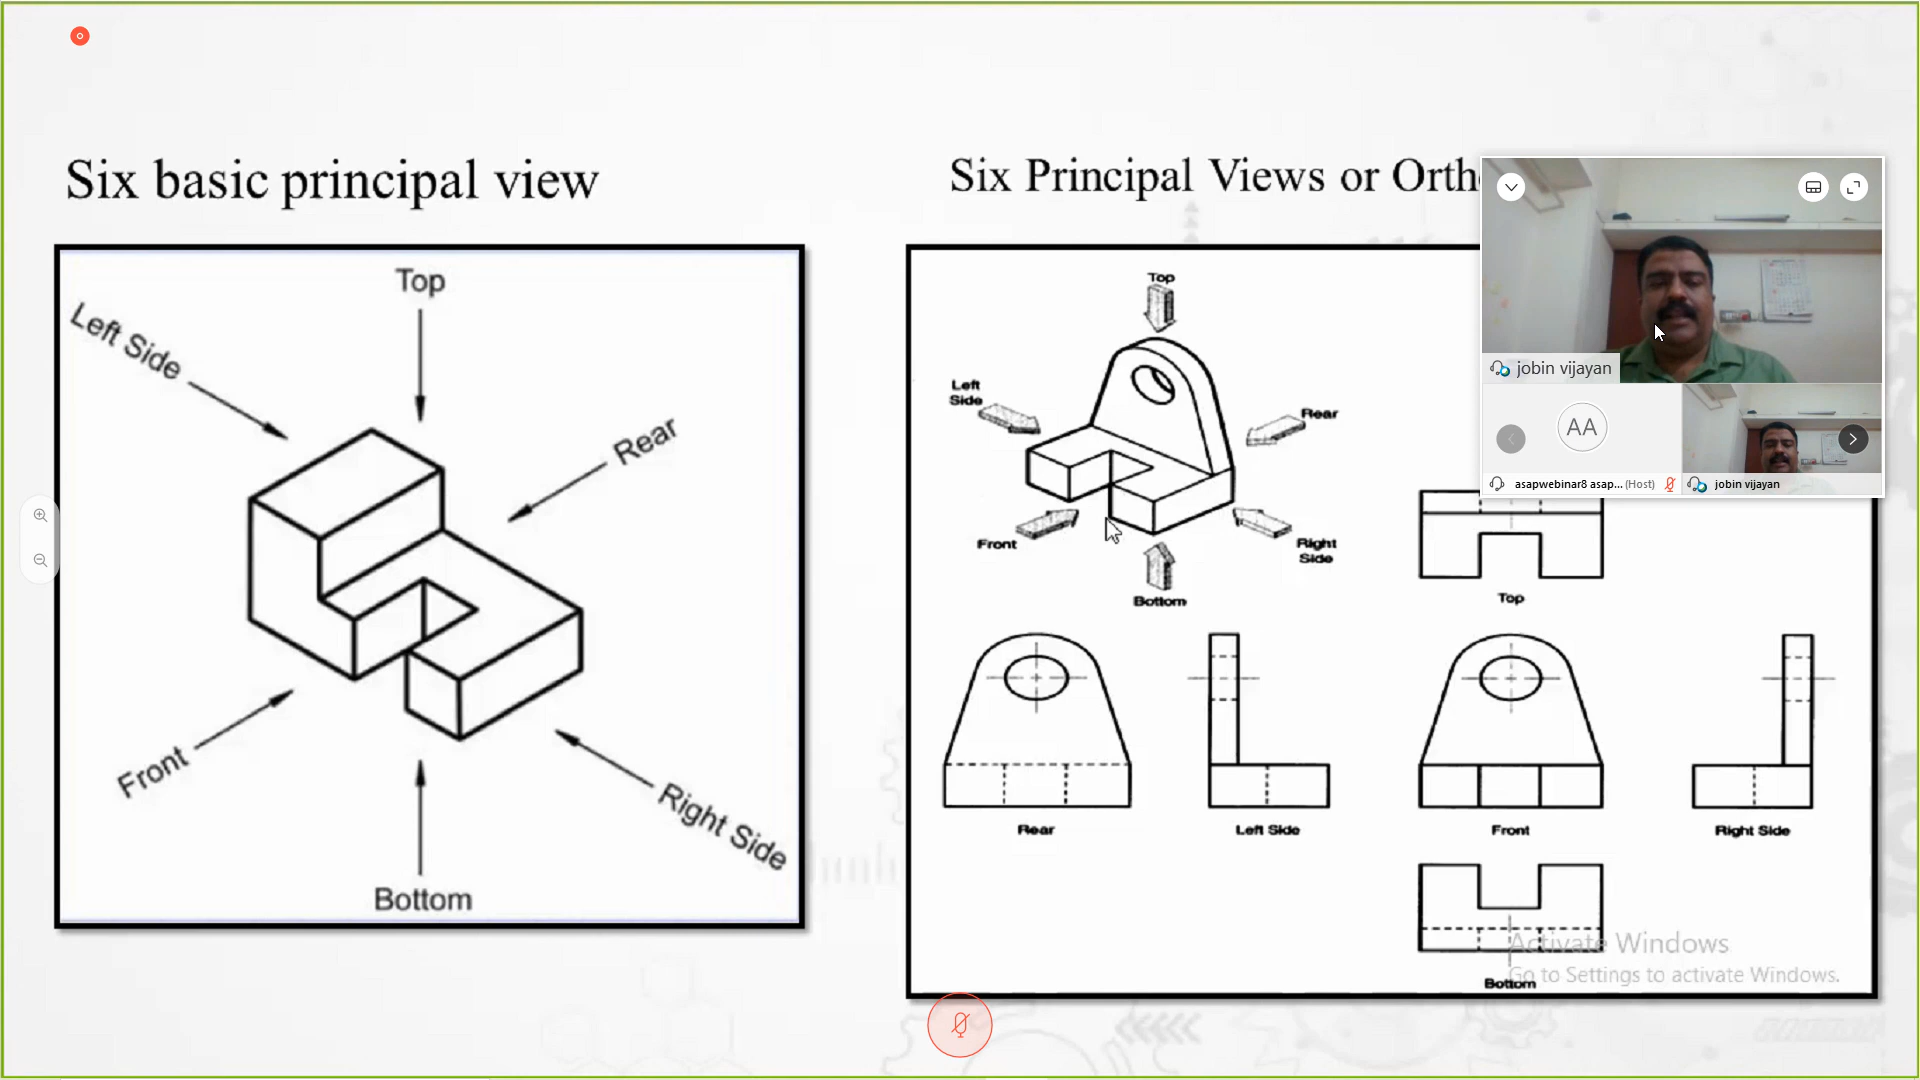 Six basic principal view
Top
Left Side
Rear
Front
Right Side
Bottom
Six Principal Views or Orth
Top
Left
Side
Rear
Front
Right
Side
Bottom
Top
Rear
Left Side
Front
Right Side
Bottom
jobin vijayan
AA
asapwebinar8 asap... (Host)
jobin vijayan
Activate Windows
Go to Settings to activate Windows.